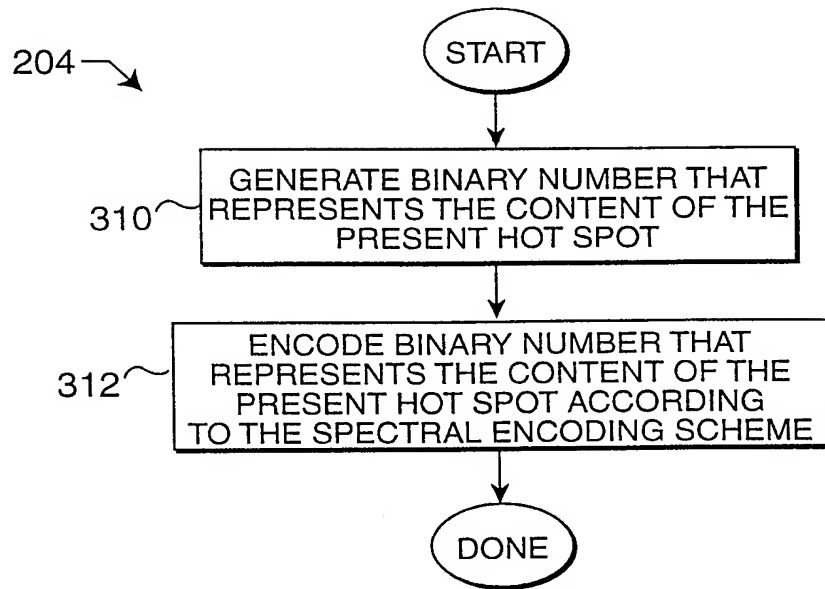 204
START
310
GENERATE BINARY NUMBER THAT
REPRESENTS THE CONTENT OF THE
PRESENT HOT SPOT
312
ENCODE BINARY NUMBER THAT
REPRESENTS THE CONTENT OF THE
PRESENT HOT SPOT ACCORDING
TO THE SPECTRAL ENCODING SCHEME
DONE